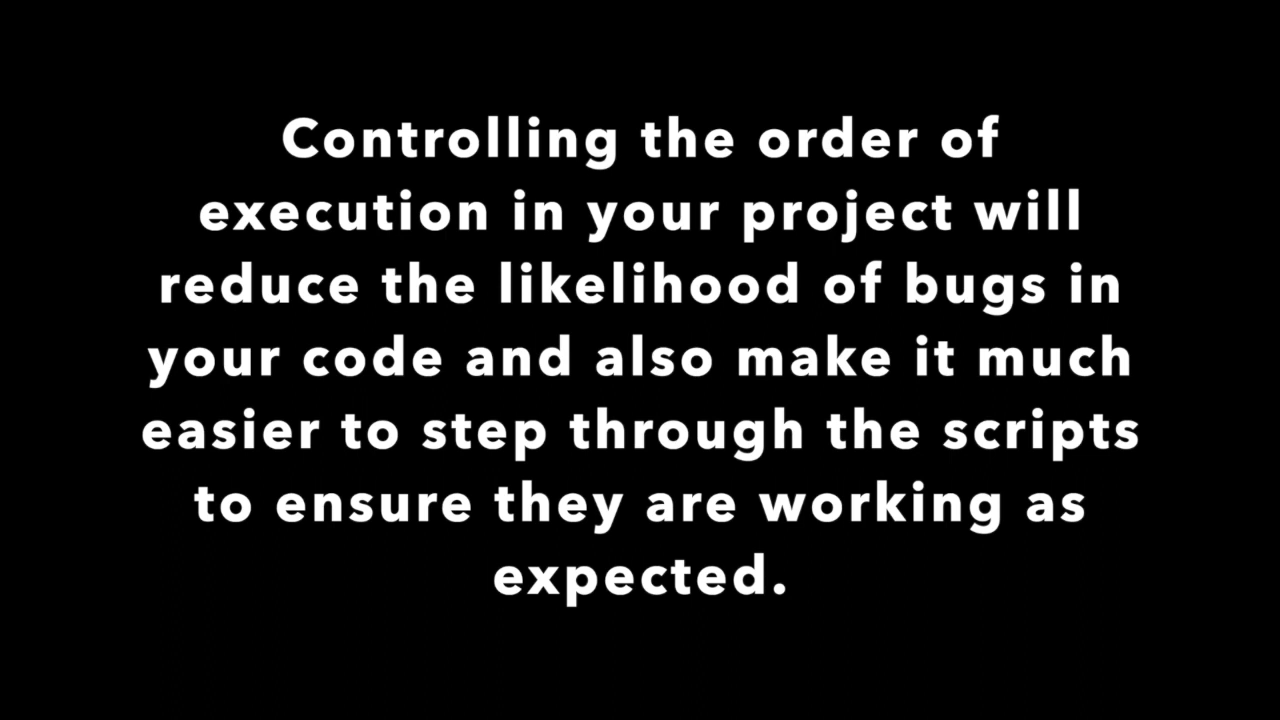 Controlling the order of
execution in your project will
reduce the likelihood of bugs in
your code and also make it much
easier to step through the scripts
to ensure they are working as
expected.